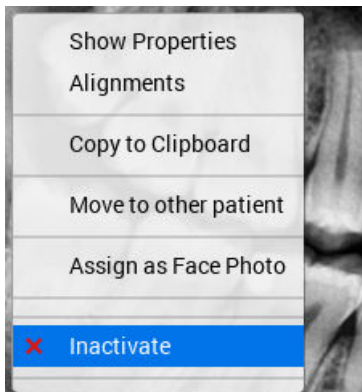 Show Properties
Alignments
Copy to Clipboard
Move to other patient
Assign as Face Photo
Inactivate